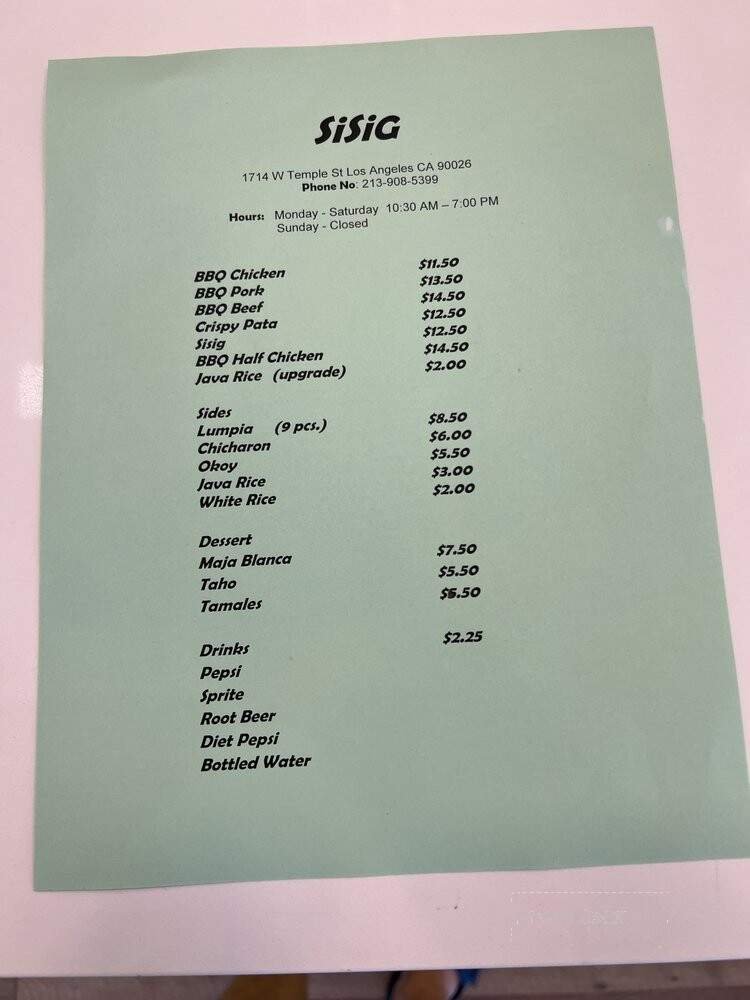 SiSiG
1714 W Temple St Los Angeles CA 90026
Phone No: 213-908-5399
Hours: Monday - Saturday 10:30 AM – 7:00 PM
Sunday - Closed
BBQ Chicken $11.50
BBQ Pork $13.50
BBQ Beef $14.50
Crispy Pata $12.50
Sisig $12.50
BBQ Half Chicken $14.50
Java Rice (upgrade) $2.00
Sides
Lumpia (9 pcs.) $8.50
Chicharon $6.00
Okoy $5.50
Java Rice $3.00
White Rice $2.00
Dessert
Maja Blanca $7.50
Taho $5.50
Tamales
Drinks $2.25
Pepsi
Sprite
Root Beer
Diet Pepsi
Bottled Water